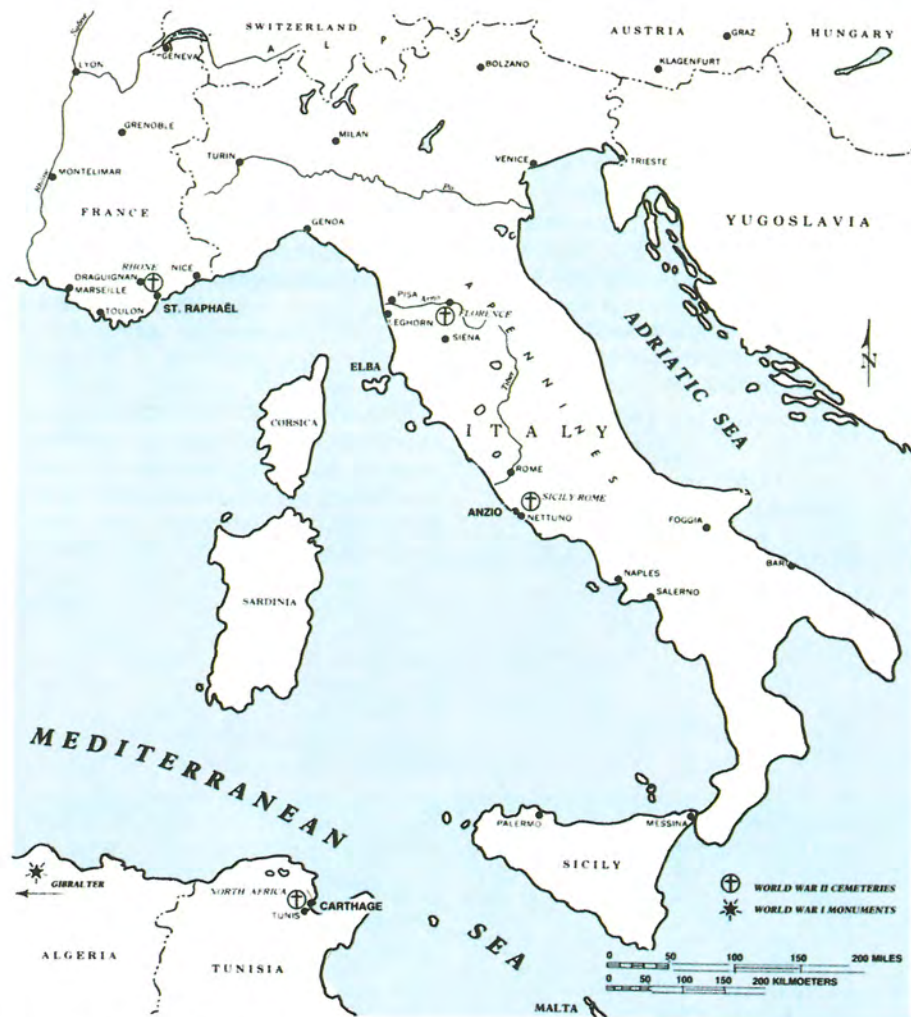 SWITZERLAND
AUSTRIA
GRAZ
HUNGARY
A L P S
GENEVA
LYON
BOLZANO
KLAGENFURT
GRENOBLE
MILAN
TURIN
VENICE
TRIESTE
MONTELIMAR
Rhône
Po
FRANCE
YUGOSLAVIA
GENOA
RHONE
NICE
DRAGUIGNAN
MARSEILLE
ST. RAPHAËL
TOULON
PISA
Arno
FLORENCE
EGHORN
SIENA
APENNINES
ADRIATIC SEA
N
ELBA
Tiber
CORSICA
ITALY
ROME
SICILY ROME
ANZIO
NETTUNO
FOGGIA
BARI
NAPLES
SALERNO
SARDINIA
MEDITERRANEAN
SEA
PALERMO
MESSINA
SICILY
GIBRALTER
NORTH AFRICA
CARTHAGE
TUNIS
WORLD WAR II CEMETERIES
WORLD WAR I MONUMENTS
ALGERIA
TUNISIA
0 50 100 150 200 MILES
0 50 100 150 200 KILMOETERS
MALTA